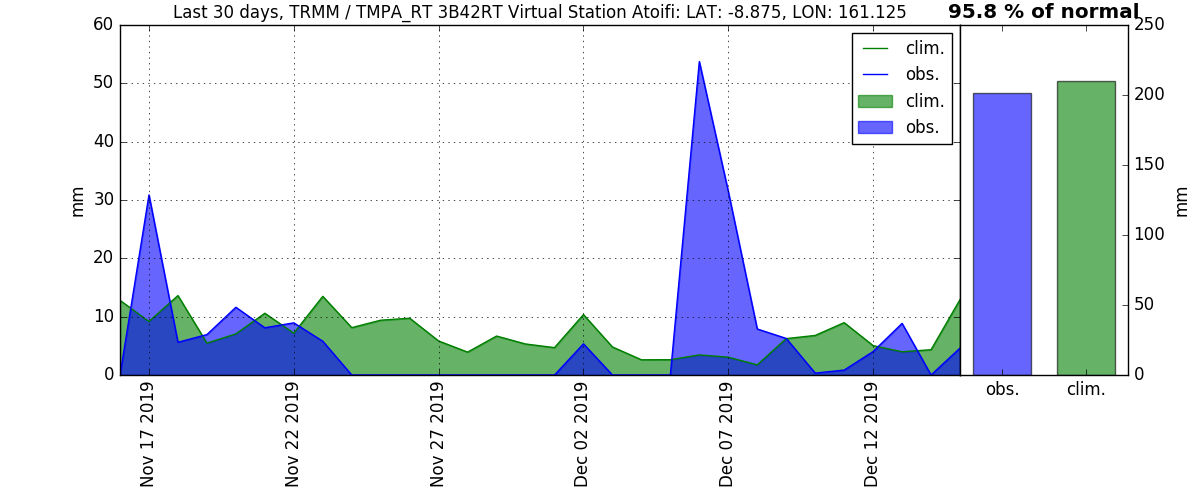 Last 30 days, TRMM / TMPA_RT 3B42RT Virtual Station Atoifi: LAT: -8.875, LON: 161.125
95.8 % of normal
60
50
40
30
20
10
0
mm
clim.
obs.
clim.
obs.
Nov 17 2019
Nov 22 2019
Nov 27 2019
Dec 02 2019
Dec 07 2019
Dec 12 2019
250
200
150
100
50
0
mm
obs.
clim.